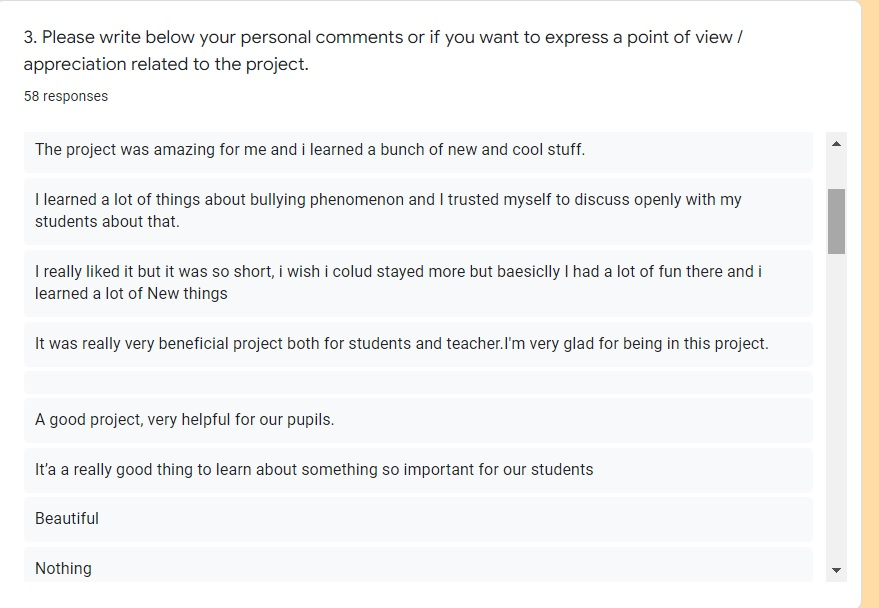 3. Please write below your personal comments or if you want to express a point of view /
appreciation related to the project.
58 responses
The project was amazing for me and i learned a bunch of new and cool stuff.
I learned a lot of things about bullying phenomenon and I trusted myself to discuss openly with my
students about that.
I really liked it but it was so short, i wish i colud stayed more but baesiclly I had a lot of fun there and i
learned a lot of New things
It was really very beneficial project both for students and teacher.I'm very glad for being in this project.
A good project, very helpful for our pupils.
It’a a really good thing to learn about something so important for our students
Beautiful
Nothing